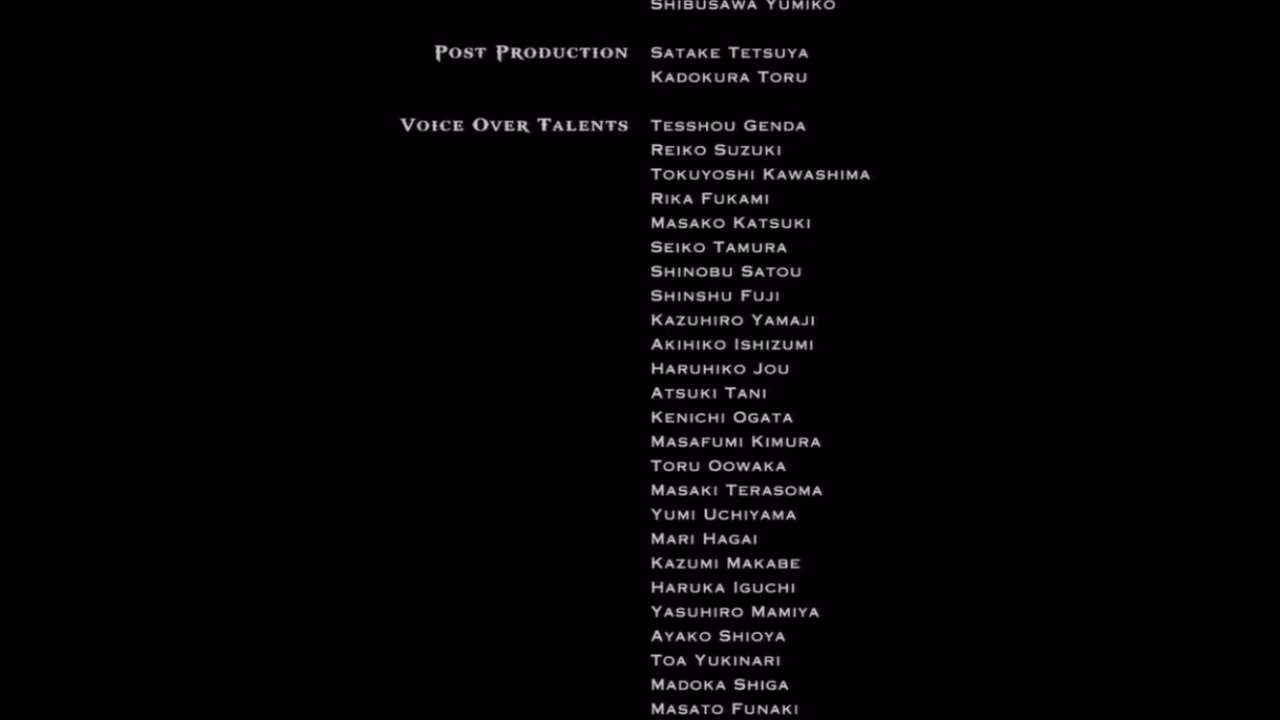 Shibusawa Yumiko
Post Production Satake Tetsuya
Kadokura Toru
Voice Over Talents Tesshou Genda
Reiko Suzuki
Tokuyoshi Kawashima
Rika Fukami
Masako Katsuki
Seiko Tamura
Shinobu Satou
Shinshu Fuji
Kazuhiro Yamaji
Akihiko Ishizumi
Haruhiko Jou
Atsuki Tani
Kenichi Ogata
Masafumi Kimura
Toru Oowaka
Masaki Terasoma
Yumi Uchiyama
Mari Hagai
Kazumi Makabe
Haruka Iguchi
Yasuhiro Mamiya
Ayako Shioya
Toa Yukinari
Madoka Shiga
Masato Funaki